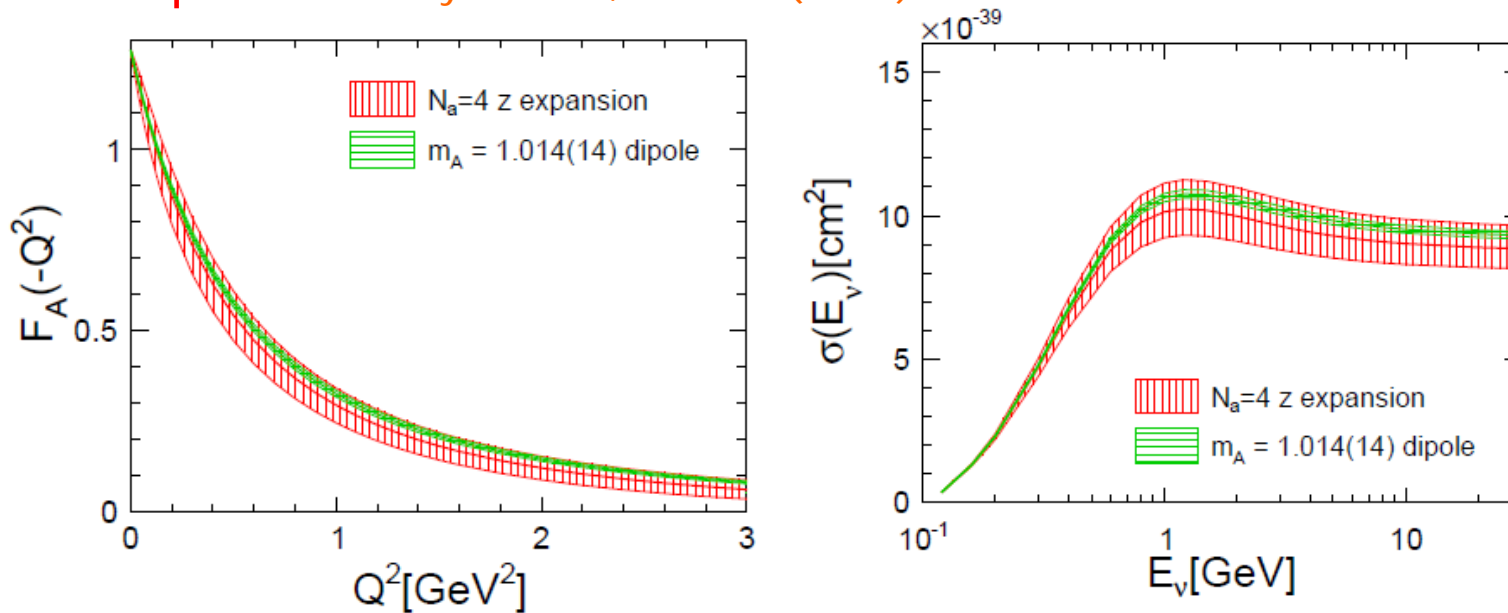 F_A(-Q²)
1
0.5
0
0
1
2
3
Q²[GeV²]
N_a=4 z expansion
m_A = 1.014(14) dipole
×10⁻³⁹
σ(E_ν)[cm²]
15
10
5
0
10⁻¹
1
10
E_ν[GeV]
N_a=4 z expansion
m_A = 1.014(14) dipole